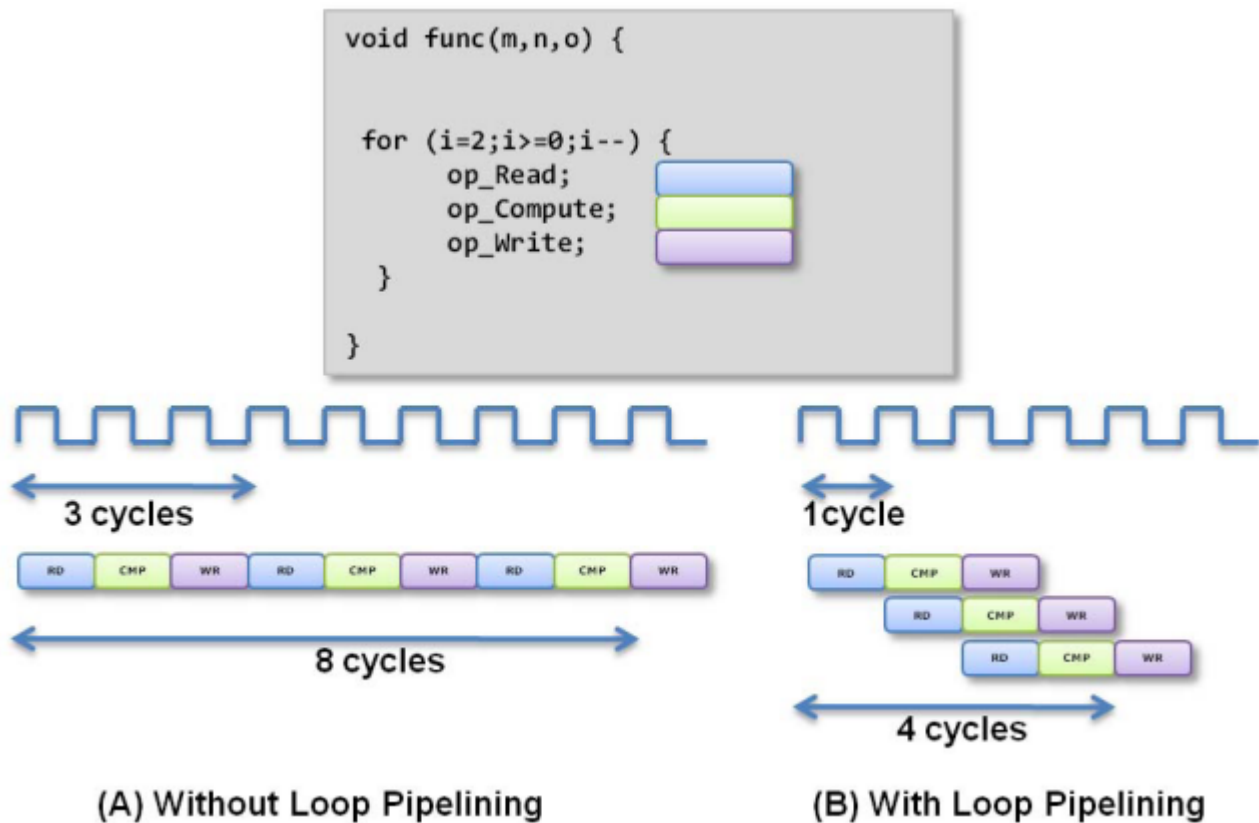 void func(m,n,o) {
for (i=2;i>=0;i--) {
op_Read;
op_Compute;
op_Write;
}
}
3 cycles
RD CMP WR RD CMP WR RD CMP WR
8 cycles
(A) Without Loop Pipelining
1cycle
RD CMP WR
RD CMP WR
RD CMP WR
4 cycles
(B) With Loop Pipelining